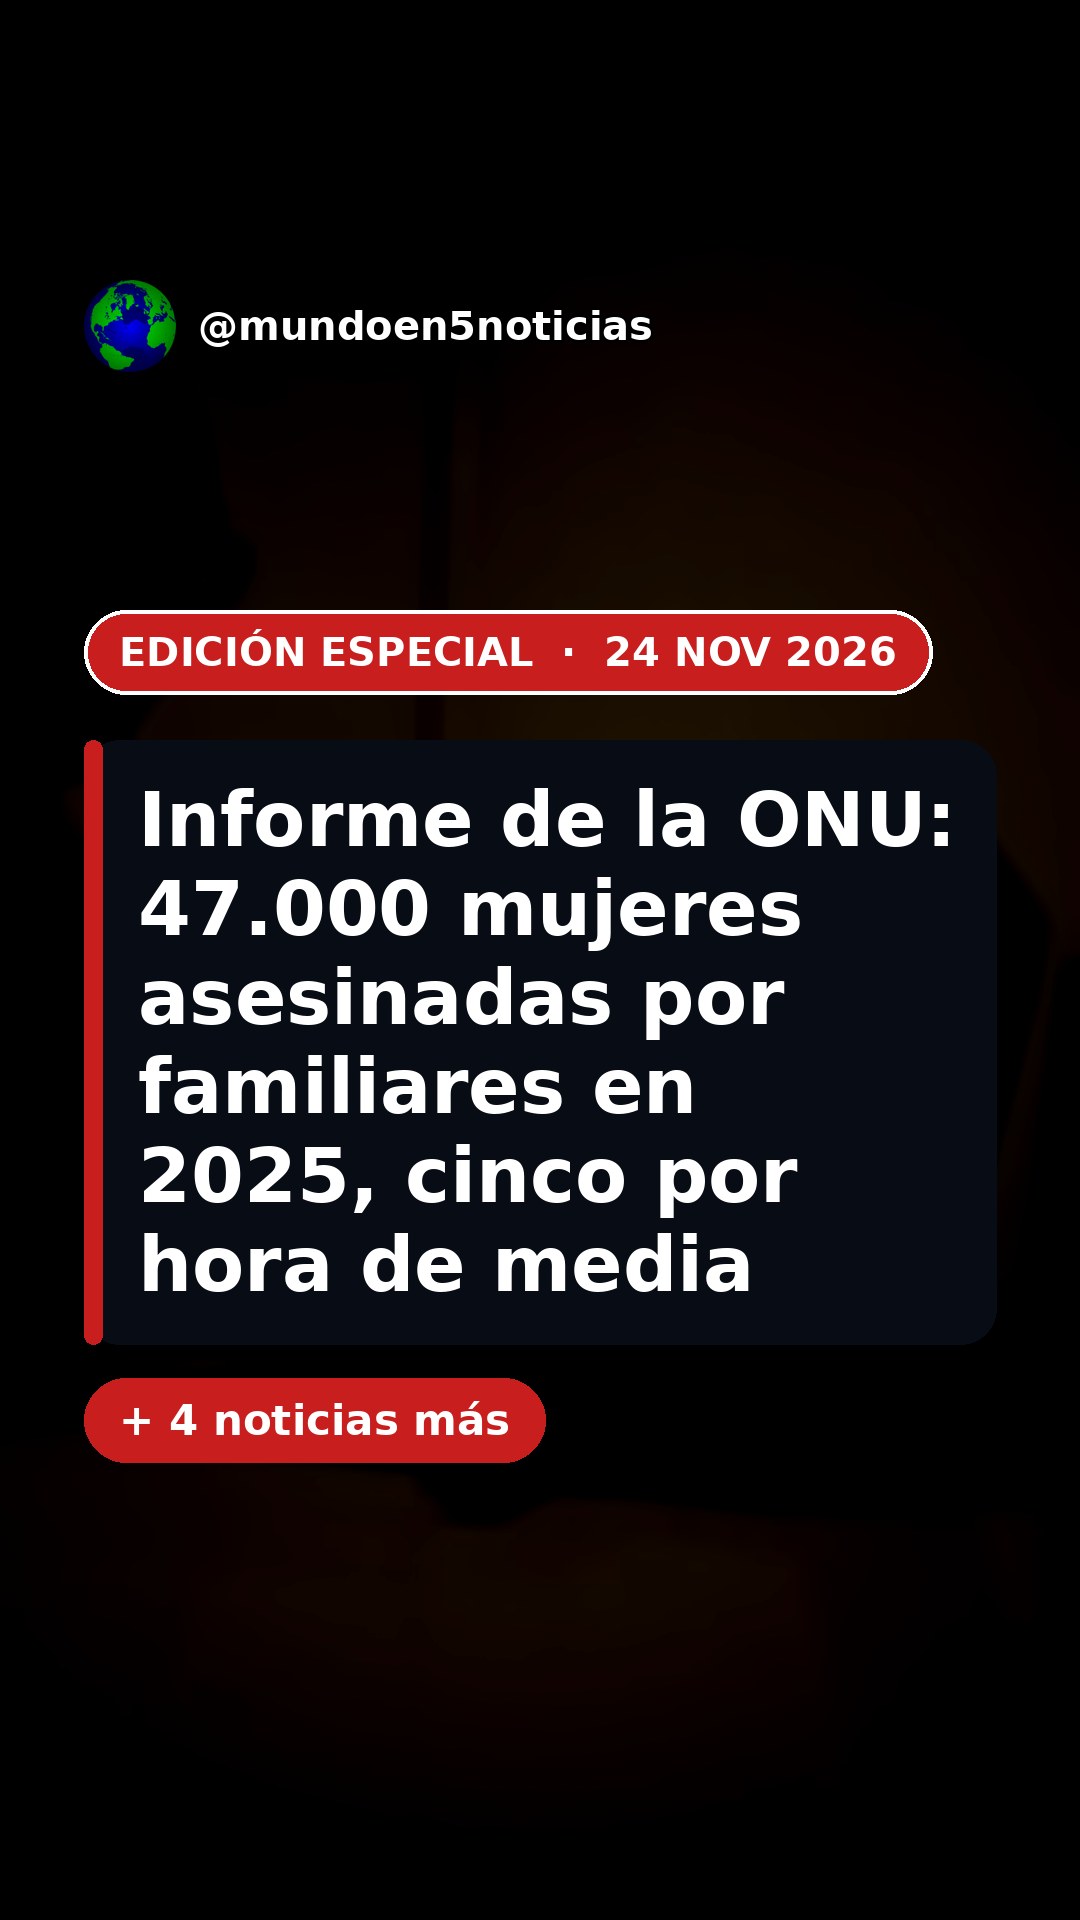 @mundoen5noticias
EDICIÓN ESPECIAL · 24 NOV 2026
Informe de la ONU:
47.000 mujeres
asesinadas por
familiares en
2025, cinco por
hora de media
+ 4 noticias más